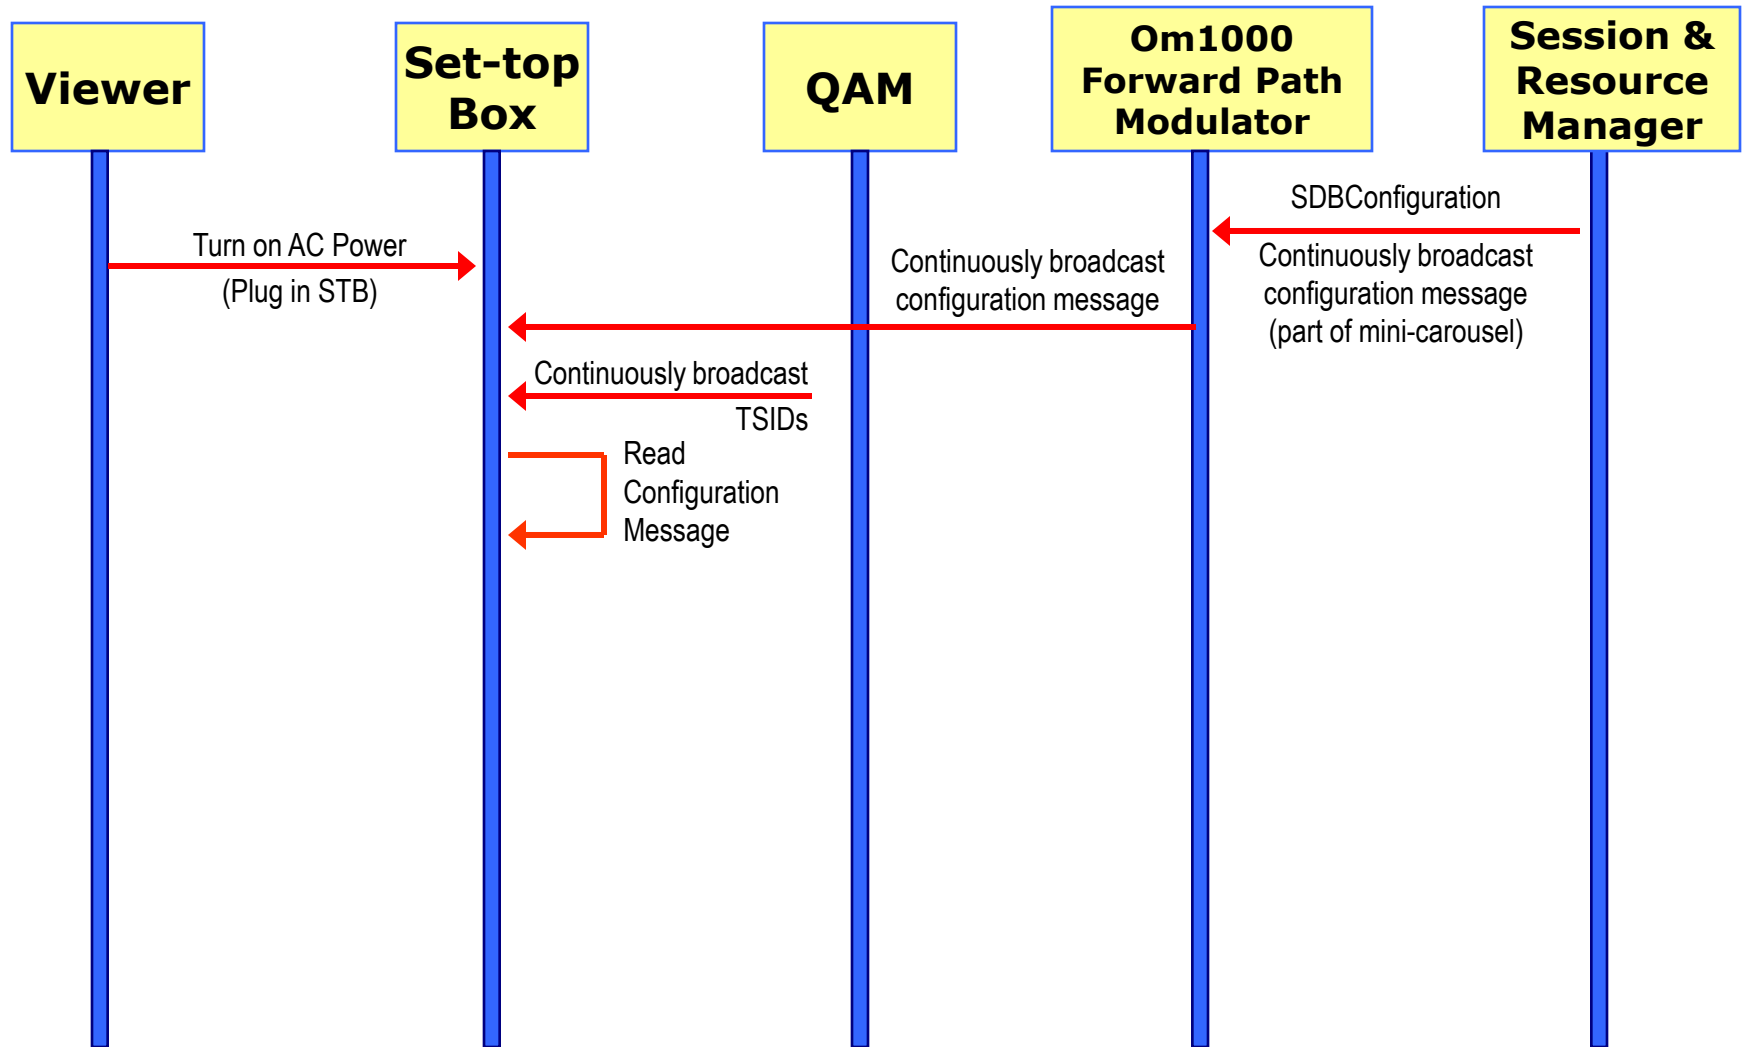 Viewer
Set-top
Box
QAM
Om1000
Forward Path
Modulator
Session &
Resource
Manager
SDBConfiguration
Continuously broadcast
configuration message
(part of mini-carousel)
Turn on AC Power
(Plug in STB)
Continuously broadcast
configuration message
Continuously broadcast
TSIDs
Read
Configuration
Message